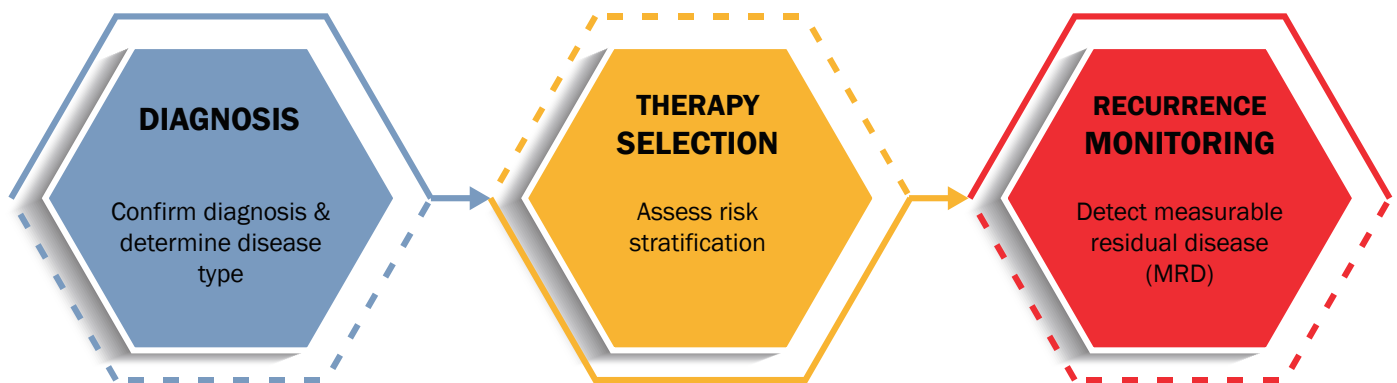 DIAGNOSIS
Confirm diagnosis &
determine disease
type
THERAPY
SELECTION
Assess risk
stratification
RECURRENCE
MONITORING
Detect measurable
residual disease
(MRD)